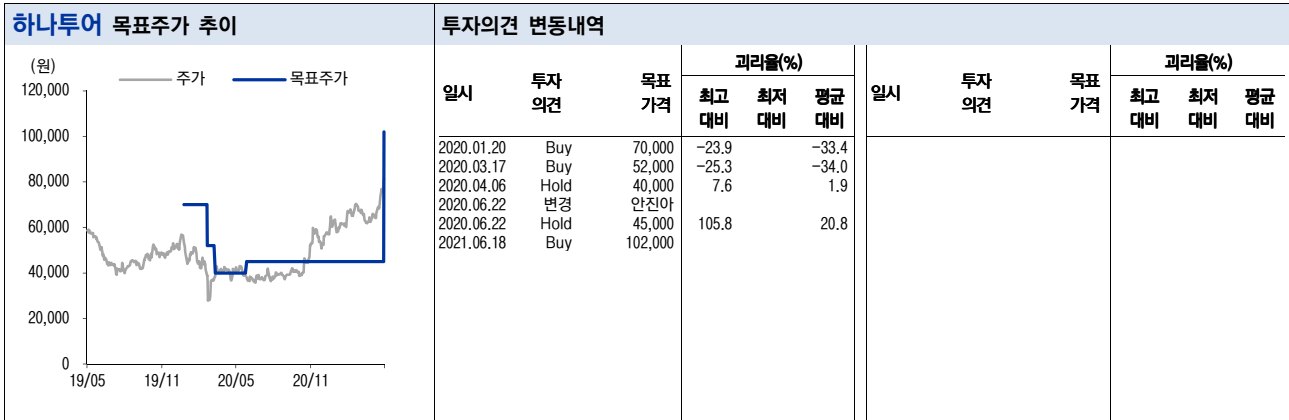 하나투어 목표주가 추이
(원)
주가
목표주가
120,000
100,000
80,000
60,000
40,000
20,000
0
19/05 19/11 20/05 20/11
투자의견 변동내역
일시 투자의견 목표가격 괴리율(%) 최고대비 최저대비 평균대비
2020.01.20 Buy 70,000 -23.9 -33.4
2020.03.17 Buy 52,000 -25.3 -34.0
2020.04.06 Hold 40,000 7.6 1.9
2020.06.22 변경 안진아
2020.06.22 Hold 45,000 105.8 20.8
2021.06.18 Buy 102,000
일시 투자의견 목표가격 괴리율(%) 최고대비 최저대비 평균대비